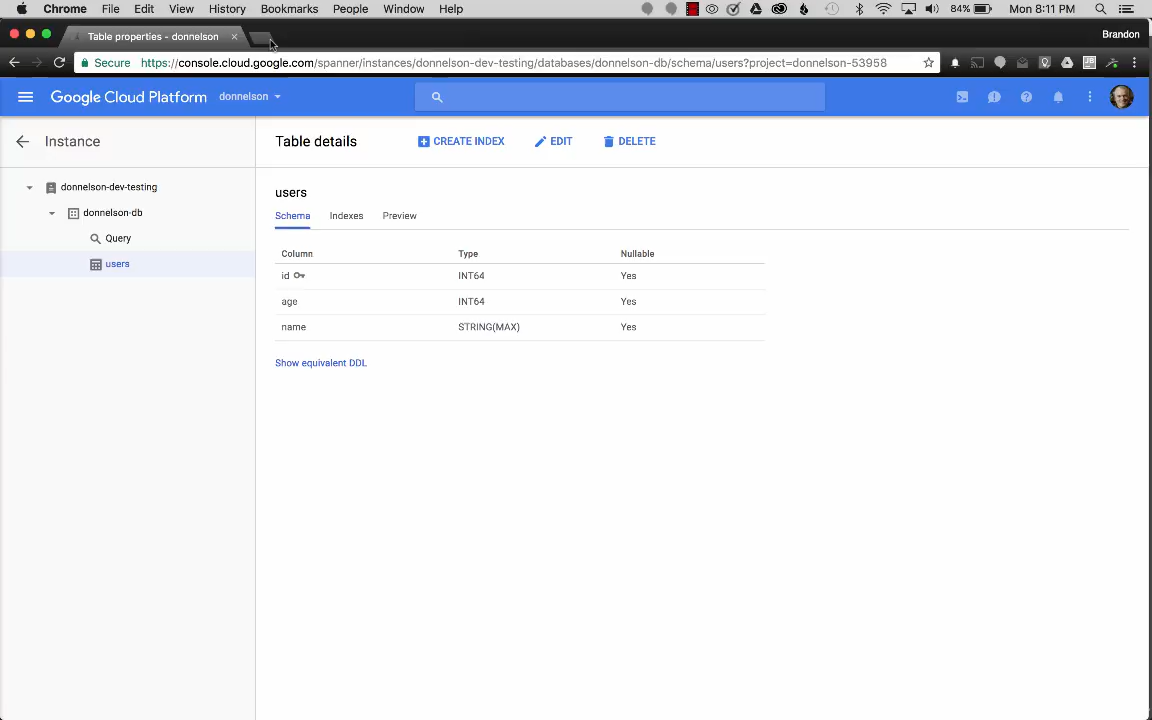 Chrome File Edit View History Bookmarks People Window Help 84% Mon 8:11 PM
Table properties - donnelson × Brandon
Secure https://console.cloud.google.com/spanner/instances/donnelson-dev-testing/databases/donnelson-db/schema/users?project=donnelson-53958
Google Cloud Platform donnelson
Instance Table details CREATE INDEX EDIT DELETE
donnelson-dev-testing
donnelson-db
Query
users
users
Schema Indexes Preview
Column Type Nullable
id INT64 Yes
age INT64 Yes
name STRING(MAX) Yes
Show equivalent DDL